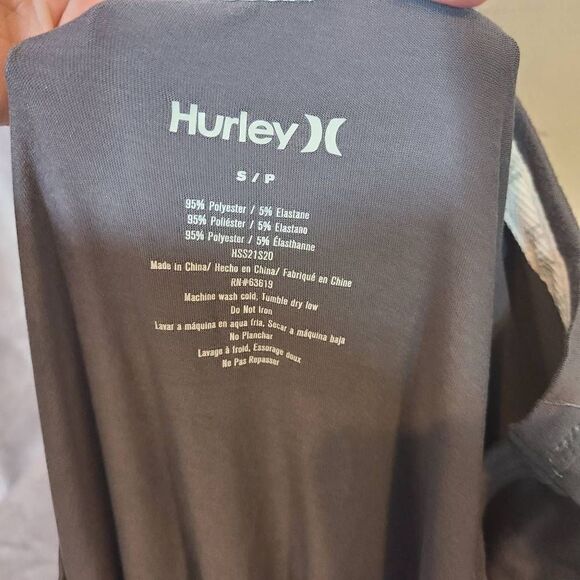 Hurley
S / P
95% Polyester / 5% Elastane
95% Poliéster / 5% Elastano
95% Polyester / 5% Élasthanne
HSS21S20
Made in China/ Hecho en China/ Fabriqué en Chine
RN#63619
Machine wash cold, Tumble dry low
Do Not Iron
Lavar a máquina en aqua fria, Secar a máquina baja
No Planchar
Lavage à froid, Essorage doux
No Pas Repasser